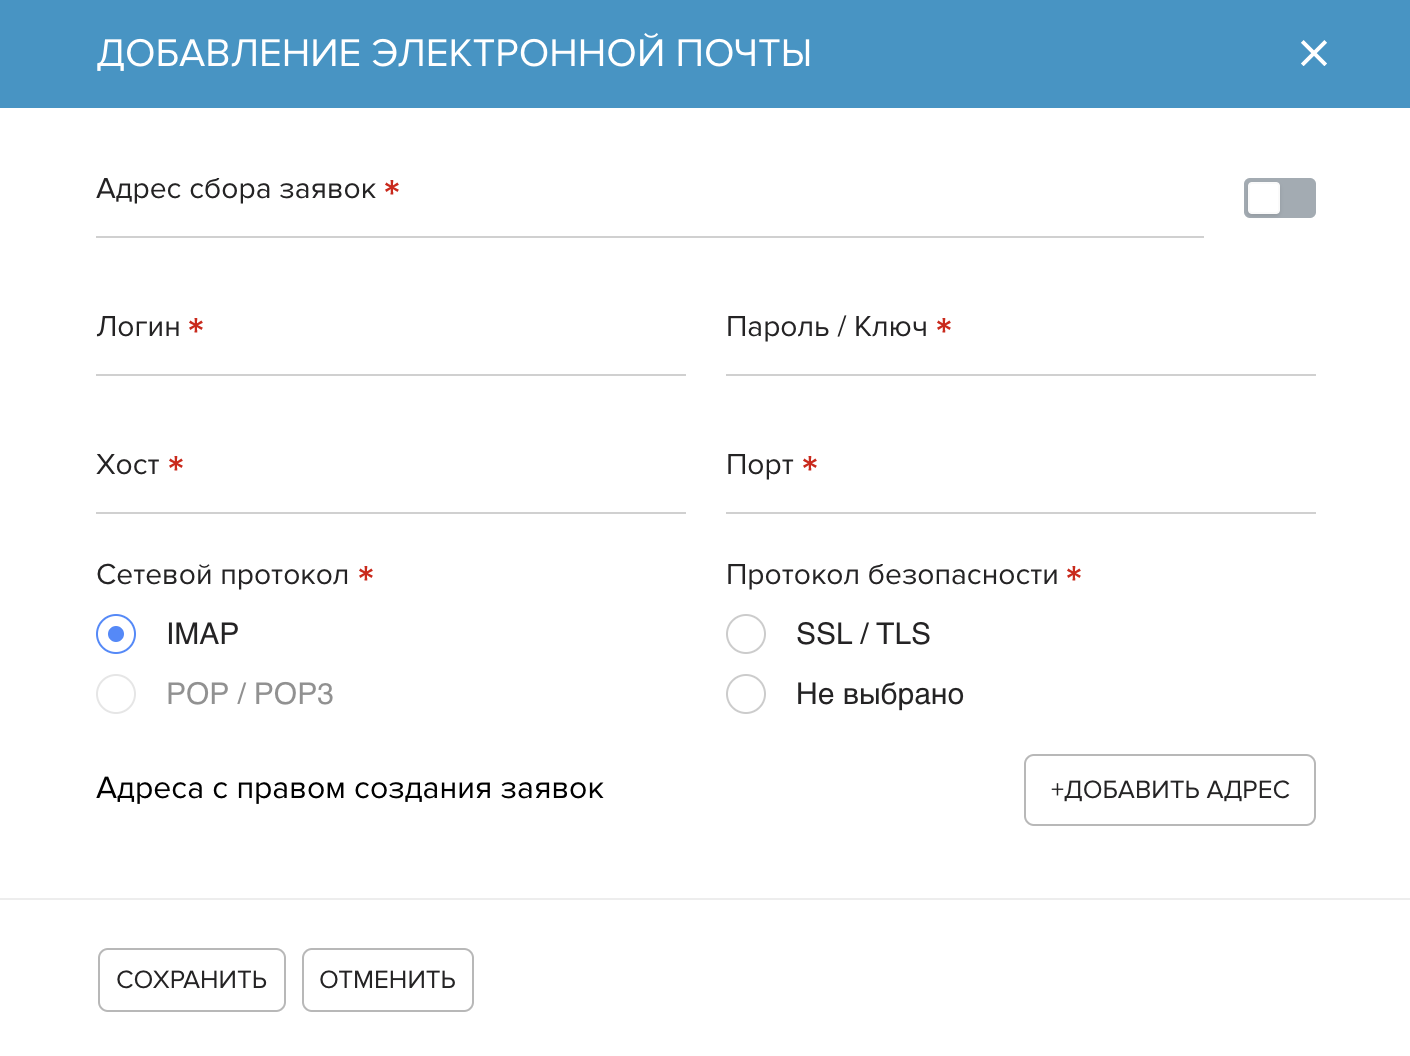 ДОБАВЛЕНИЕ ЭЛЕКТРОННОЙ ПОЧТЫ
Адрес сбора заявок *
Логин *
Пароль / Ключ *
Хост *
Порт *
Сетевой протокол *
Протокол безопасности *
IMAP
SSL / TLS
POP / POP3
Не выбрано
Адреса с правом создания заявок
+ДОБАВИТЬ АДРЕС
СОХРАНИТЬ
ОТМЕНИТЬ